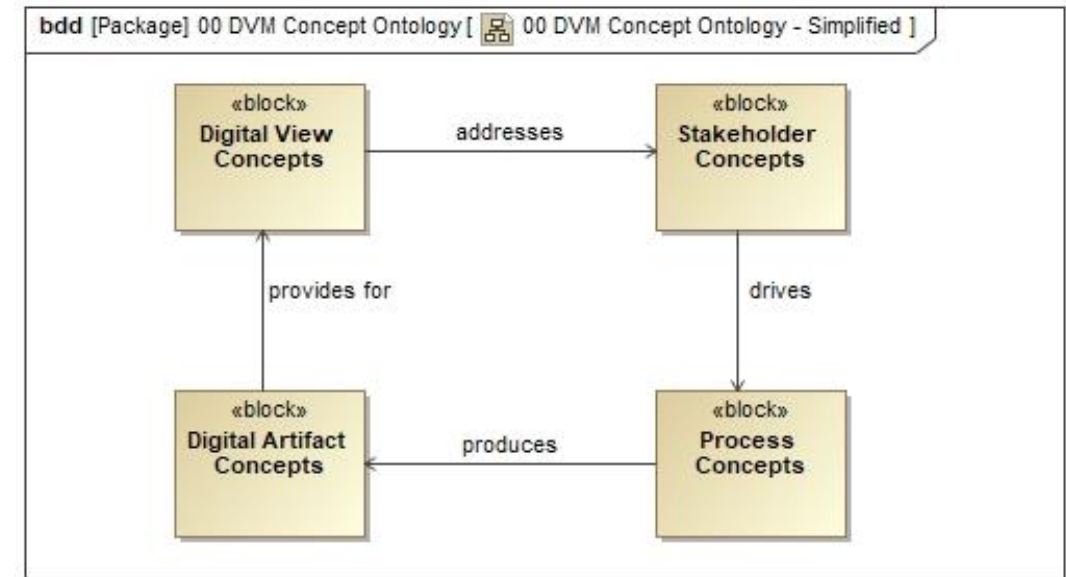 bdd [Package] 00 DVM Concept Ontology [ 00 DVM Concept Ontology - Simplified ]
«block»
Digital View
Concepts
addresses
«block»
Stakeholder
Concepts
provides for
drives
«block»
Digital Artifact
Concepts
produces
«block»
Process
Concepts